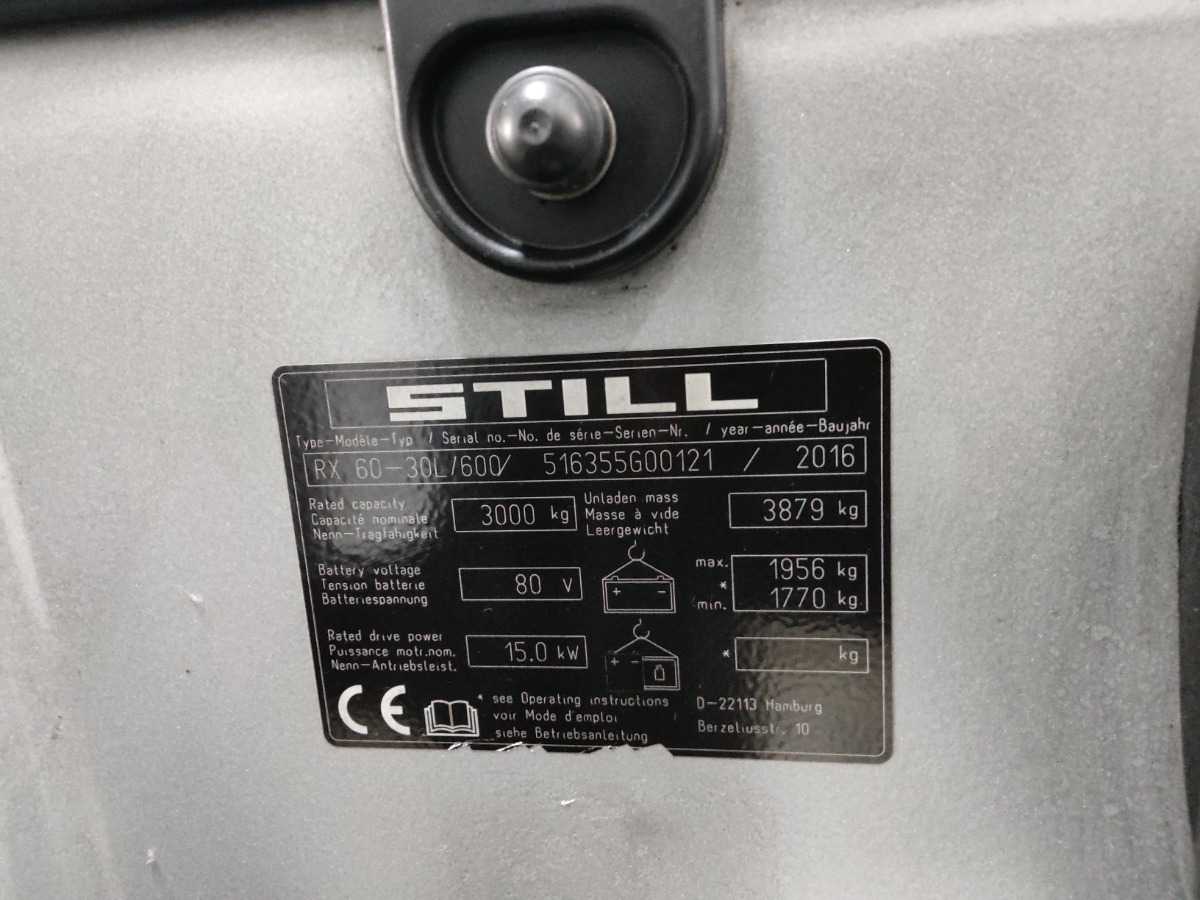 STILL
Type-Modèle-Typ / Serial no.-No. de série-Serien-Nr. / year-année-Baujahr
RX 60-30L/600/ 516355G00121 / 2016
Rated capacity
Capacité nominale
Nenn-Tragfähigkeit
3000 kg
Unladen mass
Masse à vide
Leergewicht
3879 kg
Battery voltage
Tension batterie
Batteriespannung
80 V
+ -
max. 1956 kg
*
min. 1770 kg
Rated drive power
Puissance motr.nom.
Nenn-Antriebsleist.
15.0 kW
+ -
* kg
CE
* see Operating instructions
voir Mode d'emploi
siehe Betriebsanleitung
D-22113 Hamburg
Berzeliusstr. 10